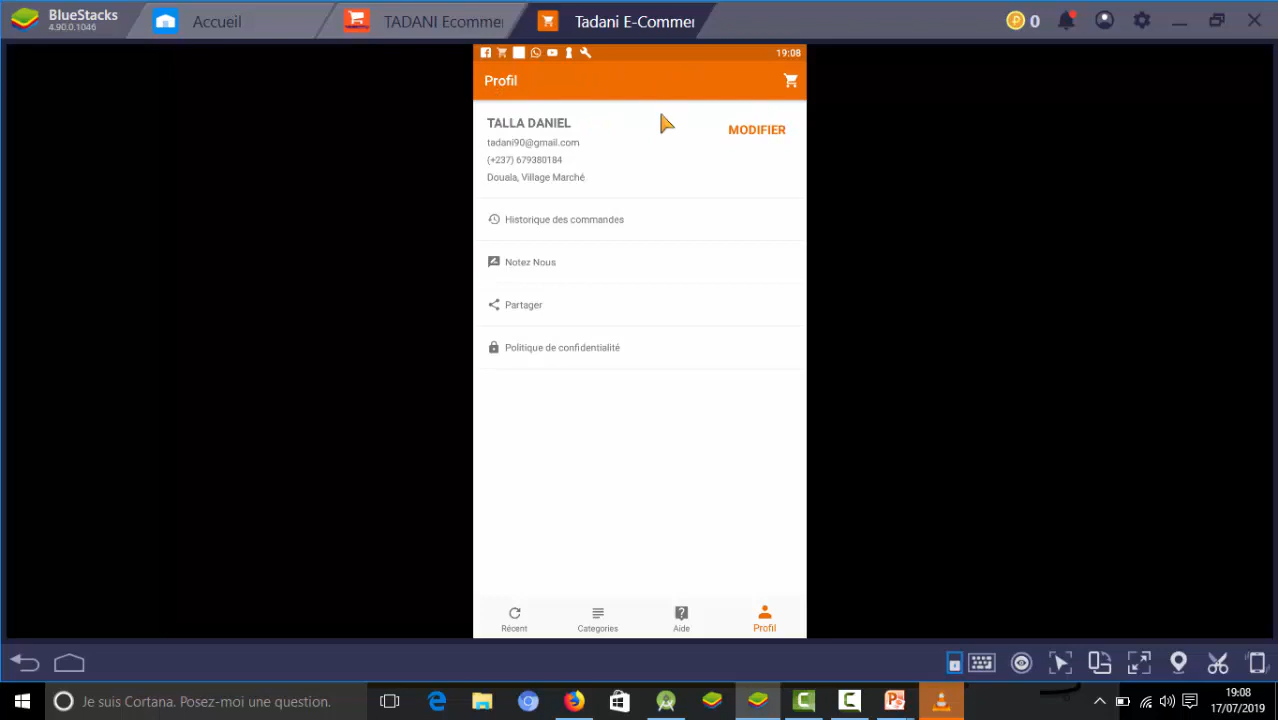 BlueStacks
4.90.0.1046
Accueil
TADANI Ecommer
Tadani E-Commer
0
19:08
Profil
TALLA DANIEL
MODIFIER
tadani90@gmail.com
(+237) 679380184
Douala, Village Marché
Historique des commandes
Notez Nous
Partager
Politique de confidentialité
Récent
Categories
Aide
Profil
Je suis Cortana. Posez-moi une question.
19:08
17/07/2019